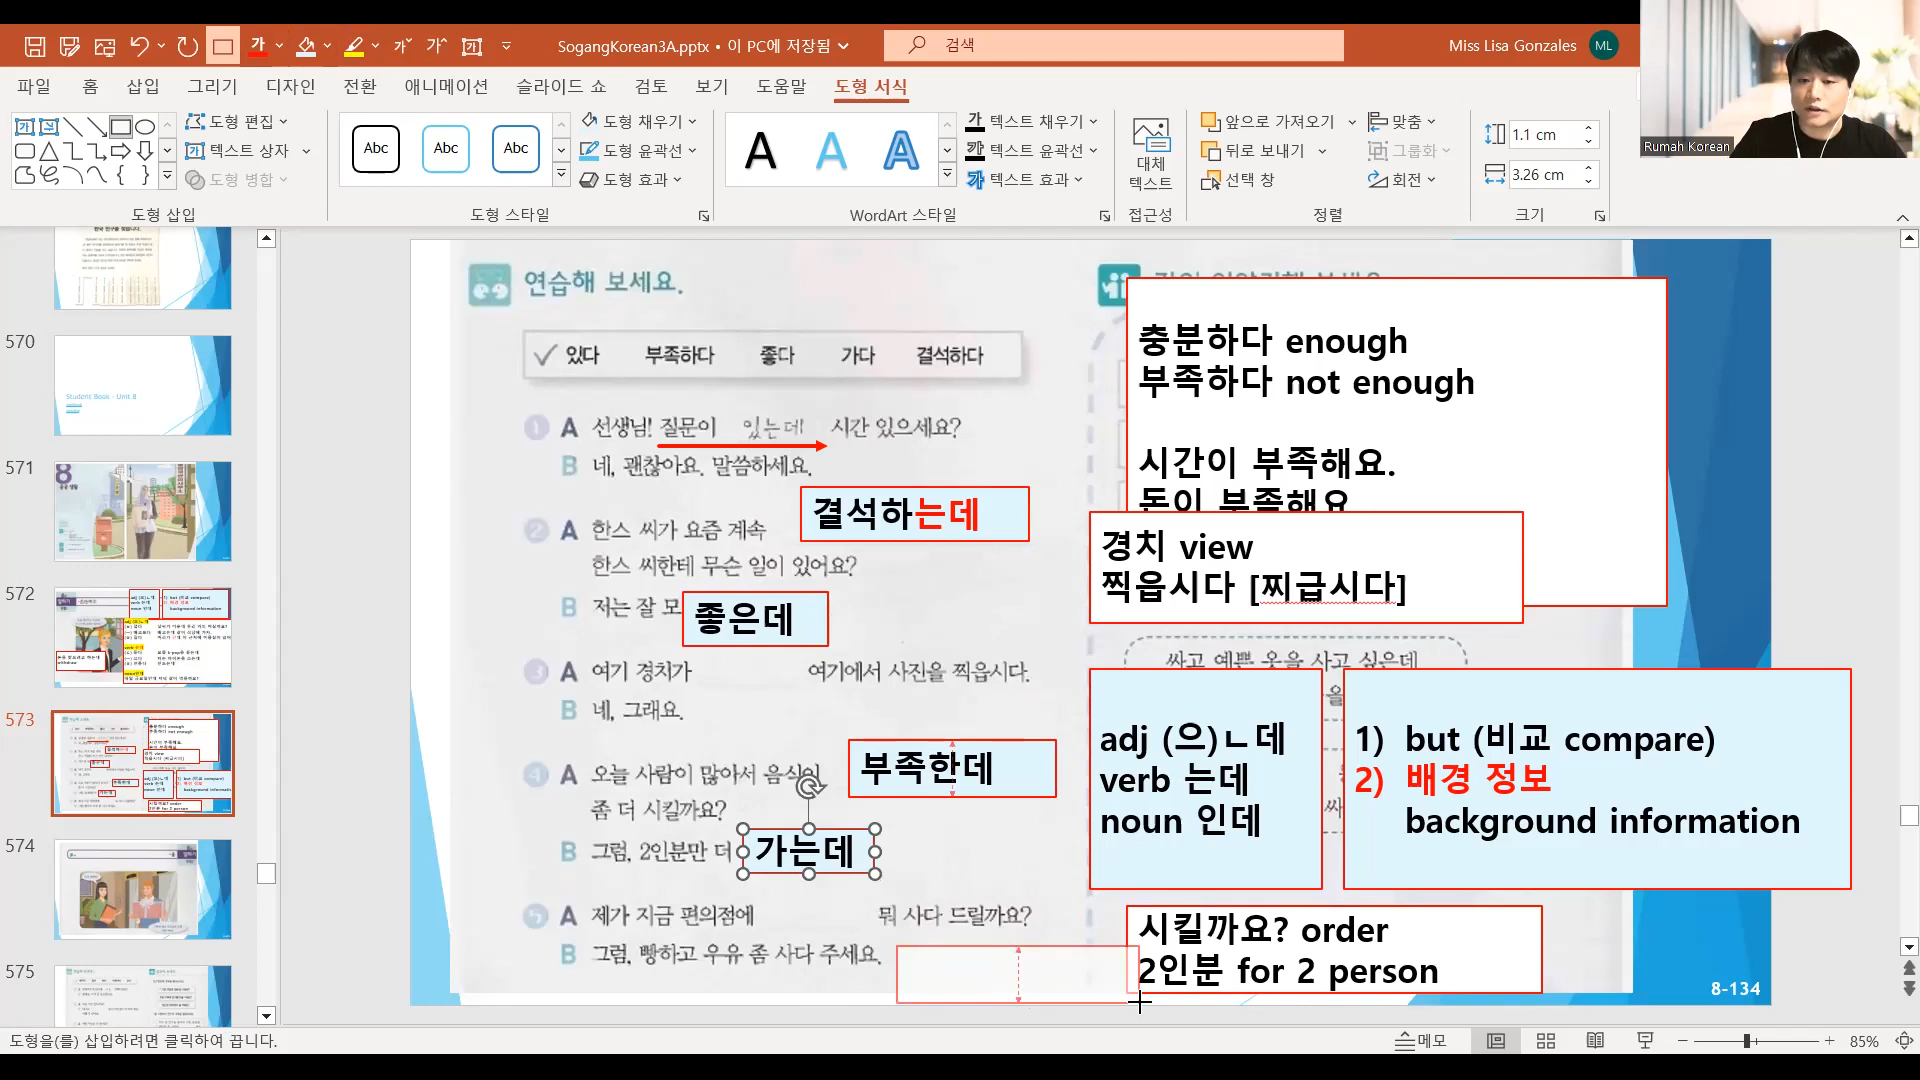 SogangKorean3A.pptx • 이 PC에 저장됨
검색
Miss Lisa Gonzales
ML
파일 홈 삽입 그리기 디자인 전환 애니메이션 슬라이드 쇼 검토 보기 도움말 도형 서식
도형 편집
텍스트 상자
도형 병합
도형 삽입
Abc Abc Abc
도형 채우기
도형 윤곽선
도형 효과
도형 스타일
A A A
텍스트 채우기
텍스트 윤곽선
텍스트 효과
WordArt 스타일
대체
텍스트
접근성
앞으로 가져오기
뒤로 보내기
선택 창
맞춤
그룹화
회전
정렬
1.1 cm
3.26 cm
크기
Rumah Korean
570
Student Book - Unit 8
571
8
572
573
574
575
연습해 보세요.
있다 부족하다 좋다 가다 결석하다
1 A 선생님! 질문이 있는데 시간 있으세요?
B 네, 괜찮아요. 말씀하세요.
결석하는데
2 A 한스 씨가 요즘 계속
한스 씨한테 무슨 일이 있어요?
B 저는 잘 모
좋은데
3 A 여기 경치가 여기에서 사진을 찍읍시다.
B 네, 그래요.
부족한데
4 A 오늘 사람이 많아서 음식이
좀 더 시킬까요?
B 그럼, 2인분만 더
가는데
5 A 제가 지금 편의점에 뭐 사다 드릴까요?
B 그럼, 빵하고 우유 좀 사다 주세요.
충분하다 enough
부족하다 not enough
시간이 부족해요.
돈이 부족해요
경치 view
찍읍시다 [찌급시다]
싸고 예쁜 옷을 사고 싶은데
adj (으)ㄴ데
verb 는데
noun 인데
1) but (비교 compare)
2) 배경 정보
background information
시킬까요? order
2인분 for 2 person
8-134
도형을(를) 삽입하려면 클릭하여 끕니다.
메모
85%